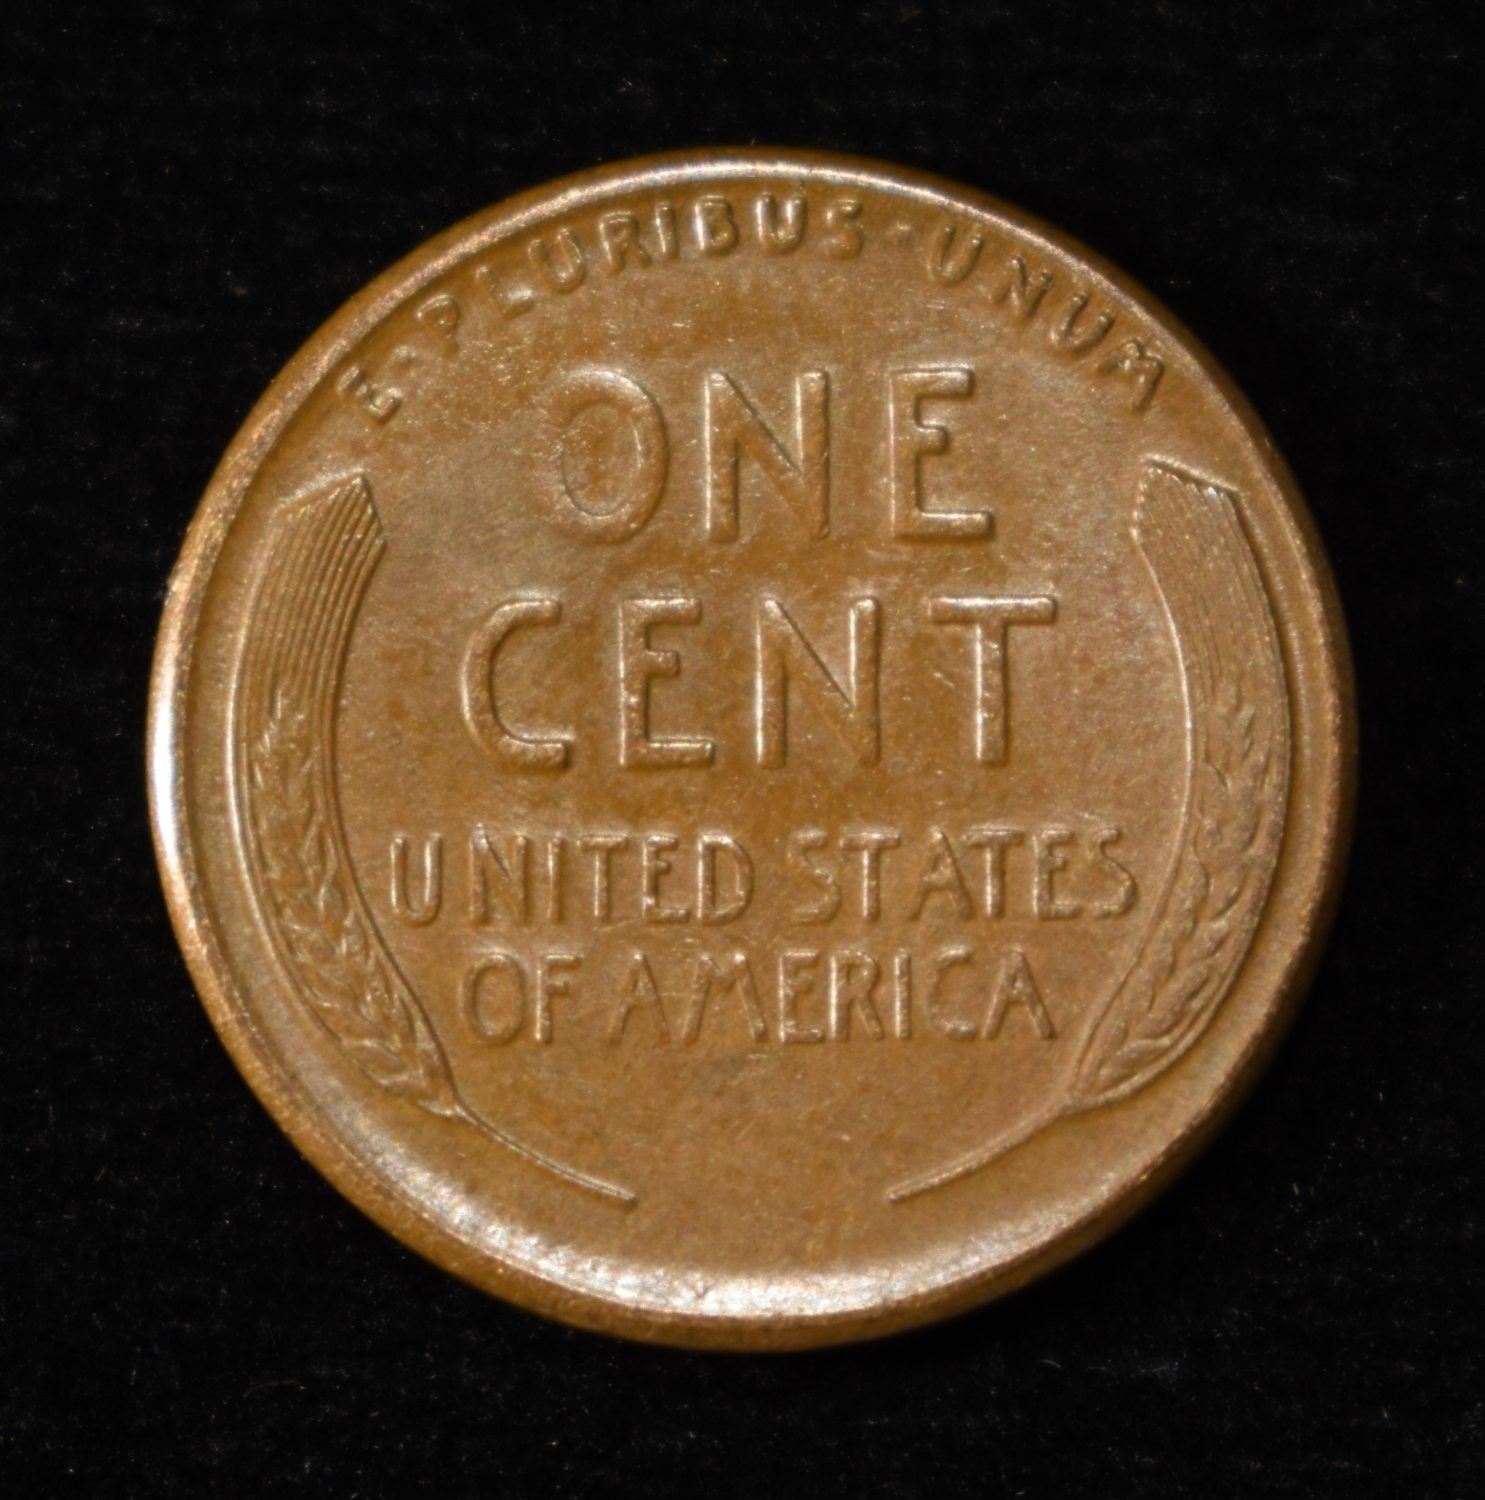 E·PLURIBUS·UNUM
ONE
CENT
UNITED STATES
OF AMERICA